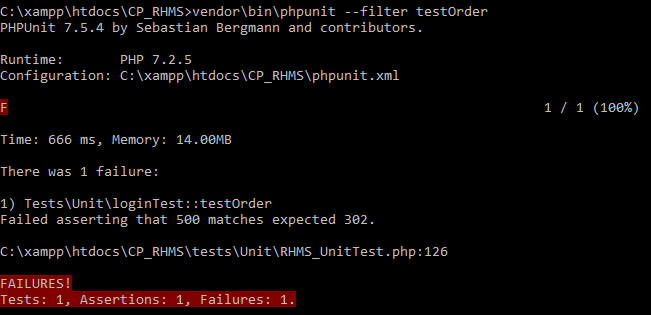 C:\xampp\htdocs\CP_RHMS>vendor\bin\phpunit --filter testOrder
PHPUnit 7.5.4 by Sebastian Bergmann and contributors.
Runtime:       PHP 7.2.5
Configuration: C:\xampp\htdocs\CP_RHMS\phpunit.xml
F                                                                   1 / 1 (100%)
Time: 666 ms, Memory: 14.00MB
There was 1 failure:
1) Tests\Unit\loginTest::testOrder
Failed asserting that 500 matches expected 302.
C:\xampp\htdocs\CP_RHMS\tests\Unit\RHMS_UnitTest.php:126
FAILURES!
Tests: 1, Assertions: 1, Failures: 1.